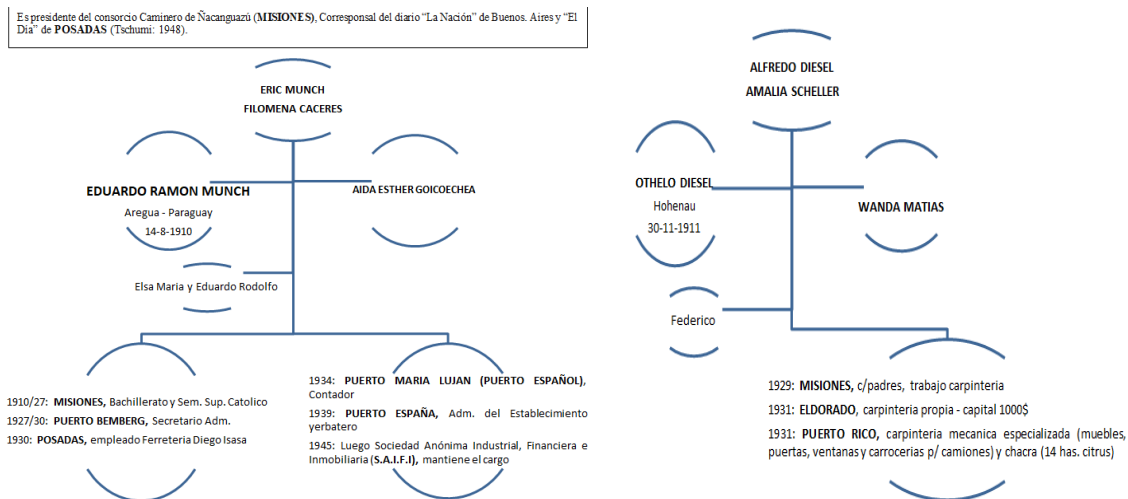 Es presidente del consorcio Caminero de Ñacanguazú (MISIONES), Corresponsal del diario “La Nación” de Buenos. Aires y “El
Dia” de POSADAS (Tschumi: 1948).
ERIC MUNCH
FILOMENA CACERES
EDUARDO RAMON MUNCH
Aregua - Paraguay
14-8-1910
AIDA ESTHER GOICOECHEA
Elsa Maria y Eduardo Rodolfo
1910/27: MISIONES, Bachillerato y Sem. Sup. Catolico
1927/30: PUERTO BEMBERG, Secretario Adm.
1930: POSADAS, empleado Ferreteria Diego Isasa
1934: PUERTO MARIA LUJAN (PUERTO ESPAÑOL),
Contador
1939: PUERTO ESPAÑA, Adm. del Establecimiento
yerbatero
1945: Luego Sociedad Anónima Industrial, Financiera e
Inmobiliaria (S.A.I.F.I), mantiene el cargo
ALFREDO DIESEL
AMALIA SCHELLER
OTHELO DIESEL
Hohenau
30-11-1911
WANDA MATIAS
Federico
1929: MISIONES, c/padres, trabajo carpinteria
1931: ELDORADO, carpinteria propia - capital 1000$
1931: PUERTO RICO, carpinteria mecanica especializada (muebles,
puertas, ventanas y carrocerias p/ camiones) y chacra (14 has. citrus)